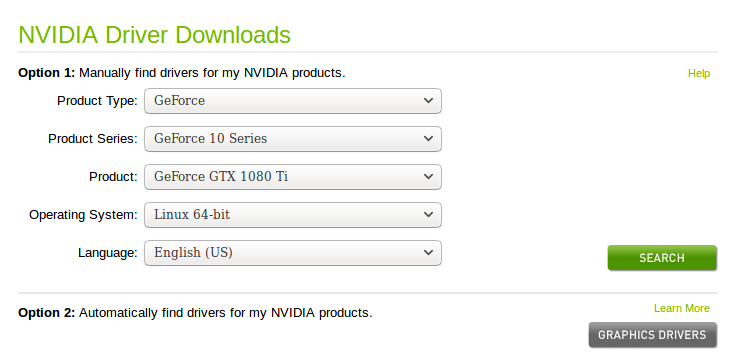 NVIDIA Driver Downloads
Option 1: Manually find drivers for my NVIDIA products.
Help
Product Type: GeForce
Product Series: GeForce 10 Series
Product: GeForce GTX 1080 Ti
Operating System: Linux 64-bit
Language: English (US)
SEARCH
Option 2: Automatically find drivers for my NVIDIA products.
Learn More
GRAPHICS DRIVERS